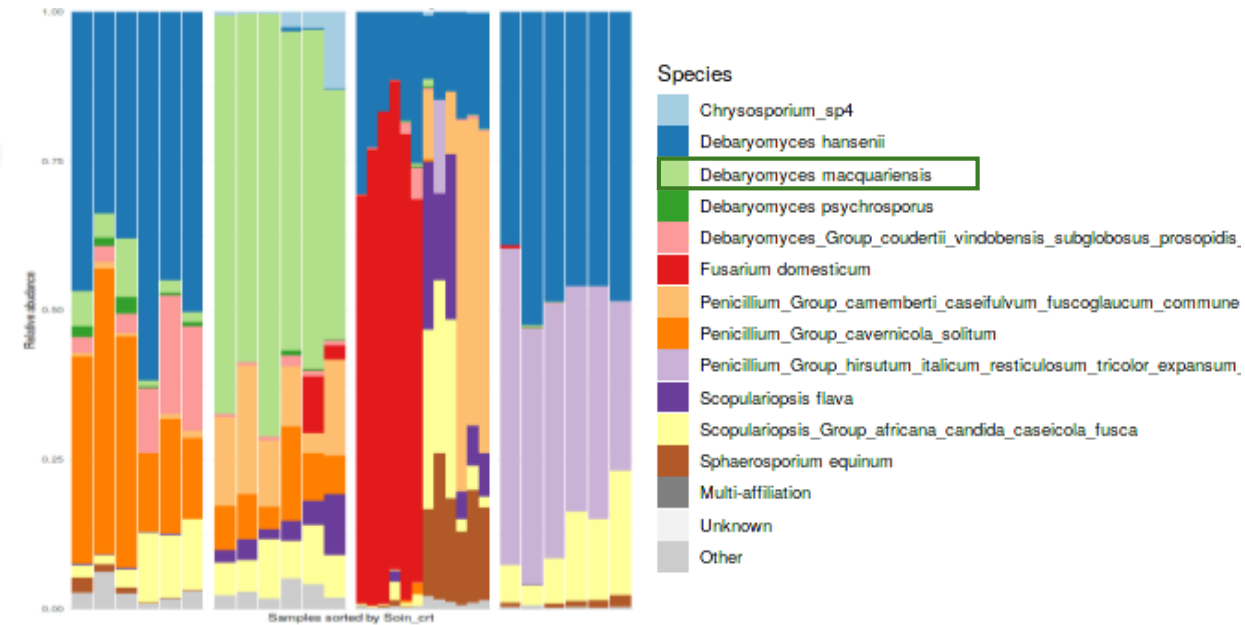 1.00
0.75
0.50
0.25
0.00
Relative abudance
Samples sorted by Soin_crt
Species
Chrysosporium_sp4
Debaryomyces hansenii
Debaryomyces macquariensis
Debaryomyces psychrosporus
Debaryomyces_Group_coudertii_vindobensis_subglobosus_prosopidis_
Fusarium domesticum
Penicillium_Group_camemberti_caseifulvum_fuscoglaucum_commune
Penicillium_Group_cavernicola_solitum
Penicillium_Group_hirsutum_italicum_resticulosum_tricolor_expansum_
Scopulariopsis flava
Scopulariopsis_Group_africana_candida_caseicola_fusca
Sphaerosporium equinum
Multi-affiliation
Unknown
Other